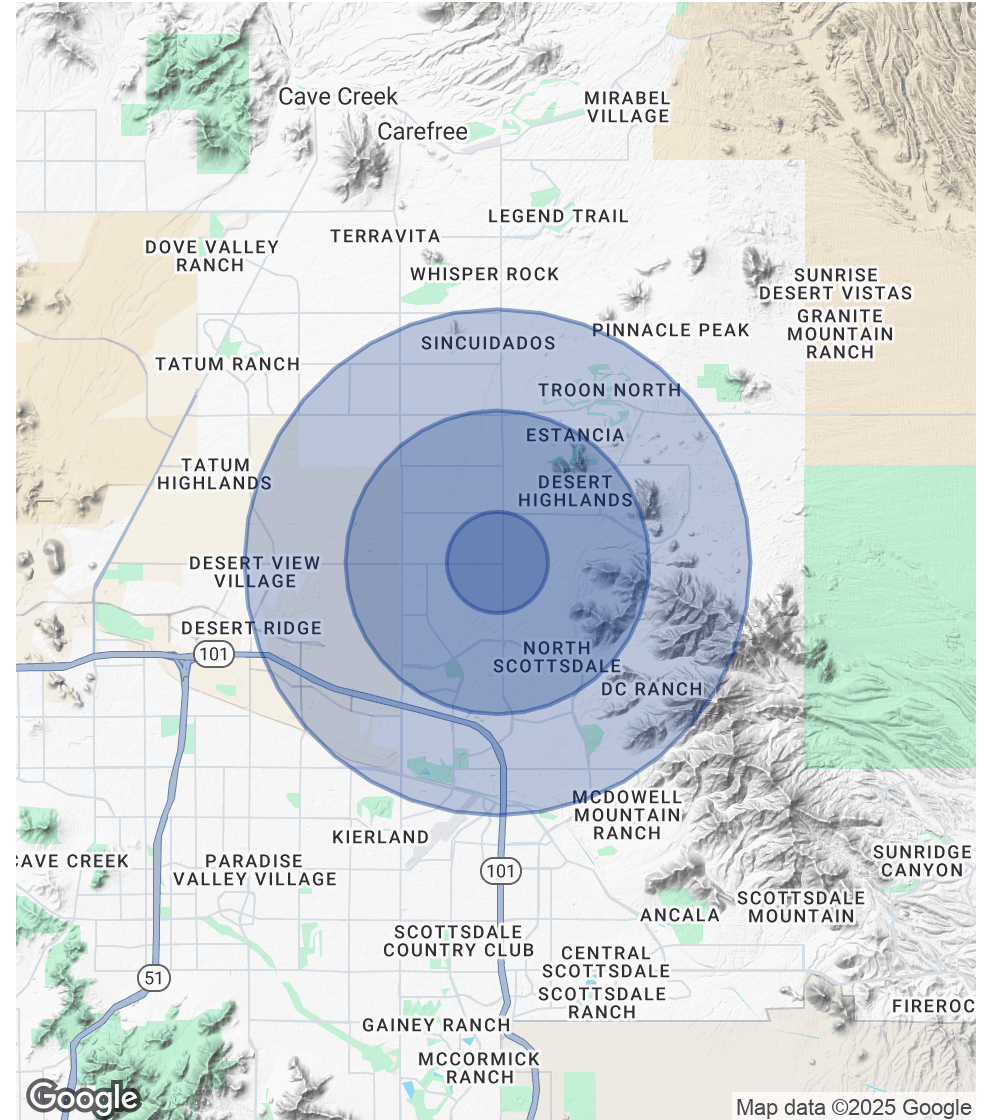 Cave Creek
MIRABEL
VILLAGE
Carefree
LEGEND TRAIL
TERRAVITA
DOVE VALLEY
RANCH
WHISPER ROCK
SUNRISE
DESERT VISTAS
GRANITE
MOUNTAIN
RANCH
PINNACLE PEAK
SINCUIDADOS
TATUM RANCH
TROON NORTH
ESTANCIA
TATUM
HIGHLANDS
DESERT
HIGHLANDS
DESERT VIEW
VILLAGE
DESERT RIDGE
101
NORTH
SCOTTSDALE
DC RANCH
MCDOWELL
MOUNTAIN
RANCH
KIERLAND
CAVE CREEK
PARADISE
VALLEY VILLAGE
101
SUNRIDGE
CANYON
SCOTTSDALE
MOUNTAIN
ANCALA
SCOTTSDALE
COUNTRY CLUB
CENTRAL
SCOTTSDALE
51
SCOTTSDALE
RANCH
FIREROC
GAINEY RANCH
MCCORMICK
RANCH
Google
Map data ©2025 Google